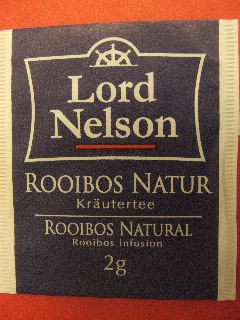 Lord
Nelson
ROOIBOS NATUR
Kräutertee
ROOIBOS NATURAL
Rooibos Infusion
2g